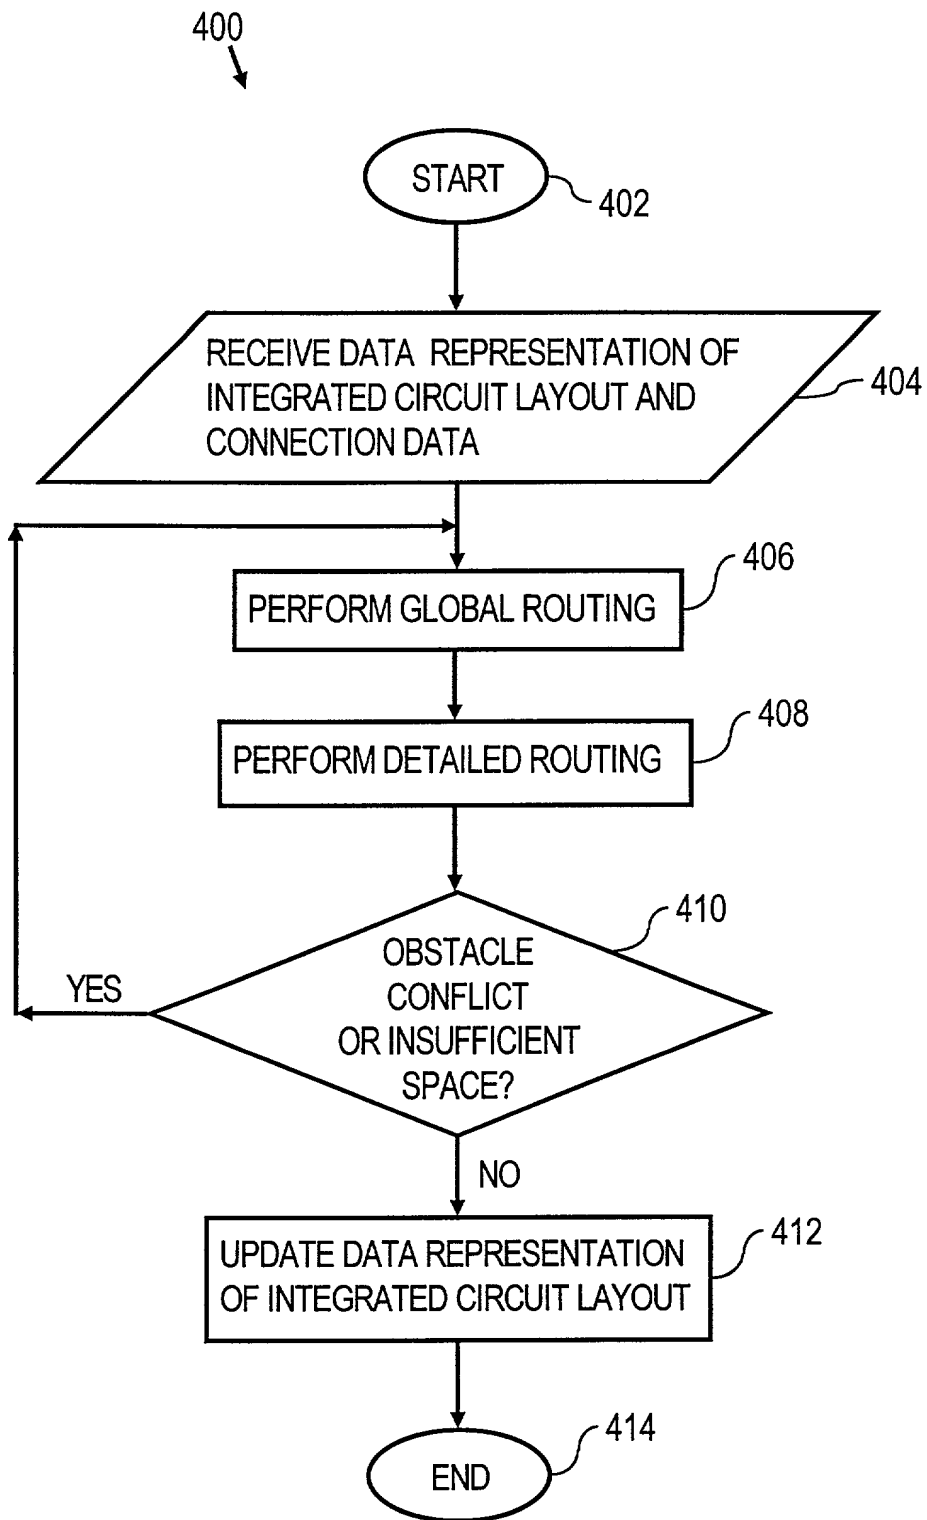 400
START
402
RECEIVE DATA REPRESENTATION OF
INTEGRATED CIRCUIT LAYOUT AND
CONNECTION DATA
404
406
PERFORM GLOBAL ROUTING
408
PERFORM DETAILED ROUTING
410
OBSTACLE
CONFLICT
OR INSUFFICIENT
SPACE?
YES
NO
412
UPDATE DATA REPRESENTATION
OF INTEGRATED CIRCUIT LAYOUT
414
END